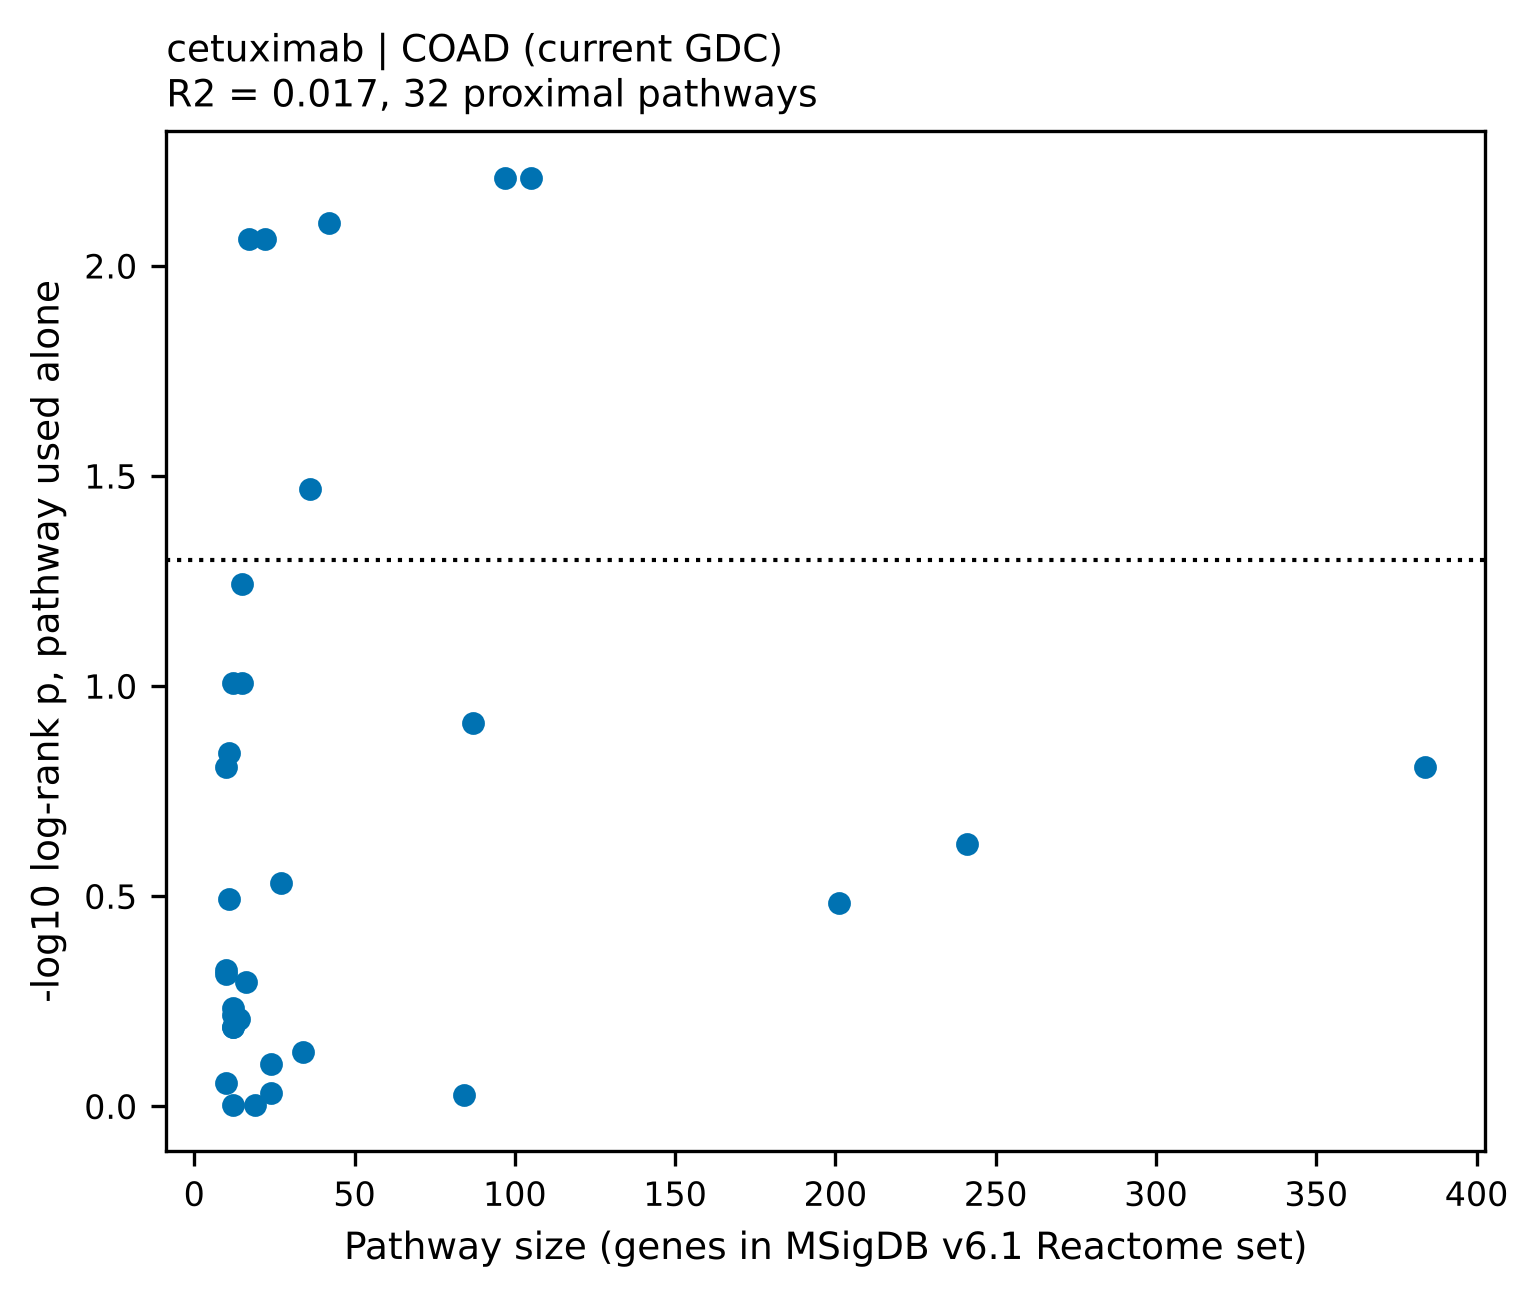 cetuximab | COAD (current GDC)
R2 = 0.017, 32 proximal pathways
-log10 log-rank p, pathway used alone
2.0
1.5
1.0
0.5
0.0
0 50 100 150 200 250 300 350 400
Pathway size (genes in MSigDB v6.1 Reactome set)